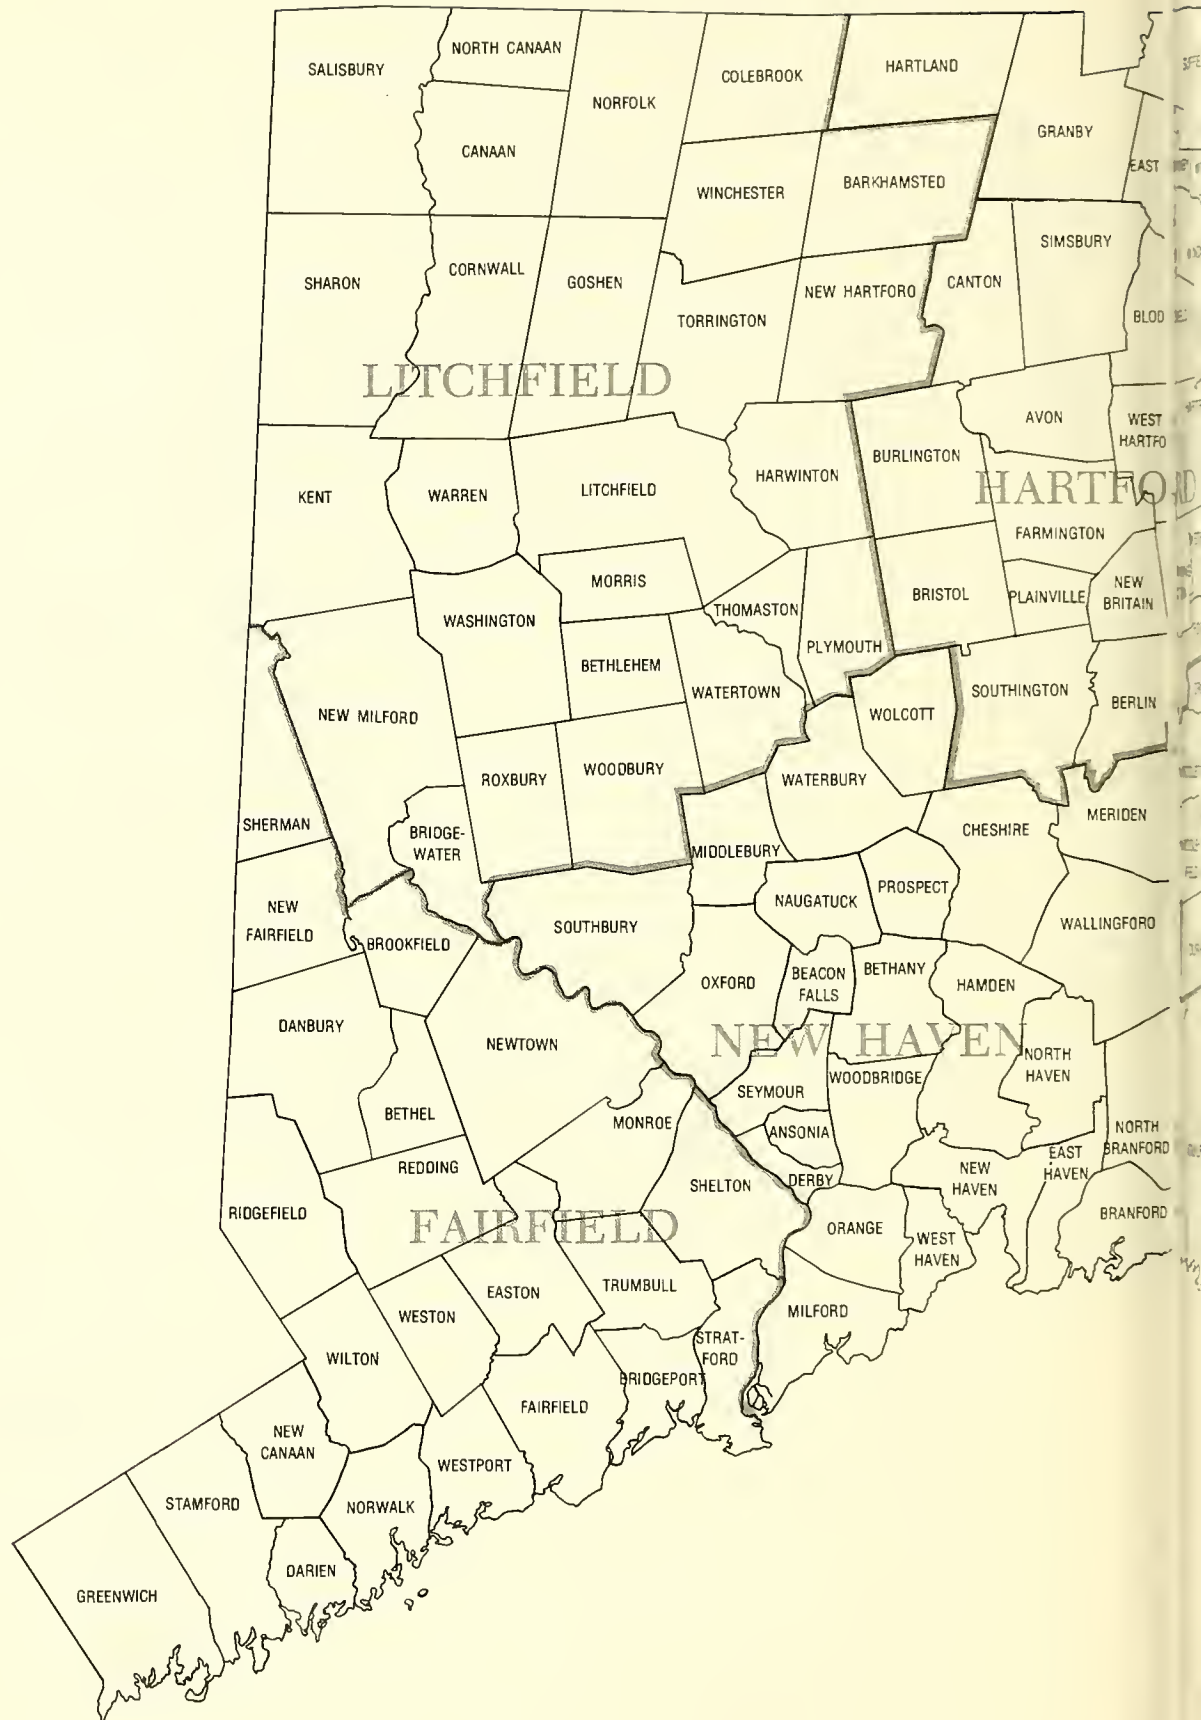 SALISBURY
NORTH CANAAN
COLEBROOK
HARTLAND
NORFOLK
GRANBY
CANAAN
EAST
WINCHESTER
BARKHAMSTED
SIMSBURY
SHARON
CORNWALL
GOSHEN
NEW HARTFORD
CANTON
TORRINGTON
BLOO
LITCHFIELD
AVON
WEST
HARTFO
BURLINGTON
HARWINTON
KENT
WARREN
LITCHFIELD
HARTFORD
FARMINGTON
MORRIS
BRISTOL
PLAINVILLE
NEW
BRITAIN
WASHINGTON
THOMASTON
PLYMOUTH
BETHLEHEM
WATERTOWN
SOUTHINGTON
BERLIN
NEW MILFORD
WOLCOTT
ROXBURY
WOODBURY
WATERBURY
SHERMAN
BRIDGE-
WATER
MIDDLEBURY
CHESHIRE
MERIDEN
NEW
FAIRFIELD
NAUGATUCK
PROSPECT
BROOKFIELD
SOUTHBURY
WALLINGFORD
OXFORD
BEACON
FALLS
BETHANY
HAMDEN
DANBURY
NEWTOWN
NEW HAVEN
NORTH
HAVEN
SEYMOUR
WOODBRIDGE
BETHEL
MONROE
ANSONIA
NORTH
BRANFORD
REDDING
SHELTON
DERBY
NEW
HAVEN
EAST
HAVEN
RIDGEFIELD
FAIRFIELD
ORANGE
WEST
HAVEN
BRANFORD
EASTON
TRUMBULL
WESTON
MILFORD
WILTON
STRAT-
FORD
BRIDGEPORT
FAIRFIELD
NEW
CANAAN
WESTPORT
STAMFORD
NORWALK
DARIEN
GREENWICH